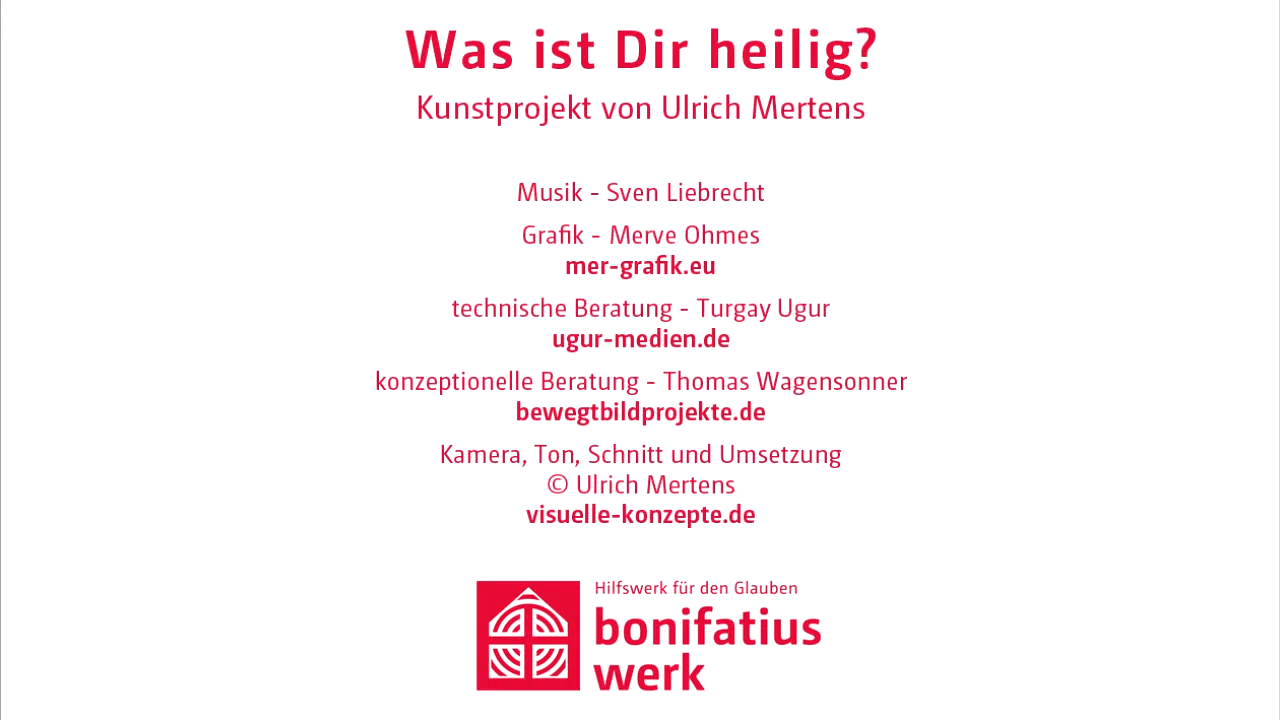 Was ist Dir heilig?
Kunstprojekt von Ulrich Mertens
Musik - Sven Liebrecht
Grafik - Merve Ohmes
mer-grafik.eu
technische Beratung - Turgay Ugur
ugur-medien.de
konzeptionelle Beratung - Thomas Wagensonner
bewegtbildprojekte.de
Kamera, Ton, Schnitt und Umsetzung
© Ulrich Mertens
visuelle-konzepte.de
Hilfswerk für den Glauben
bonifatius
werk